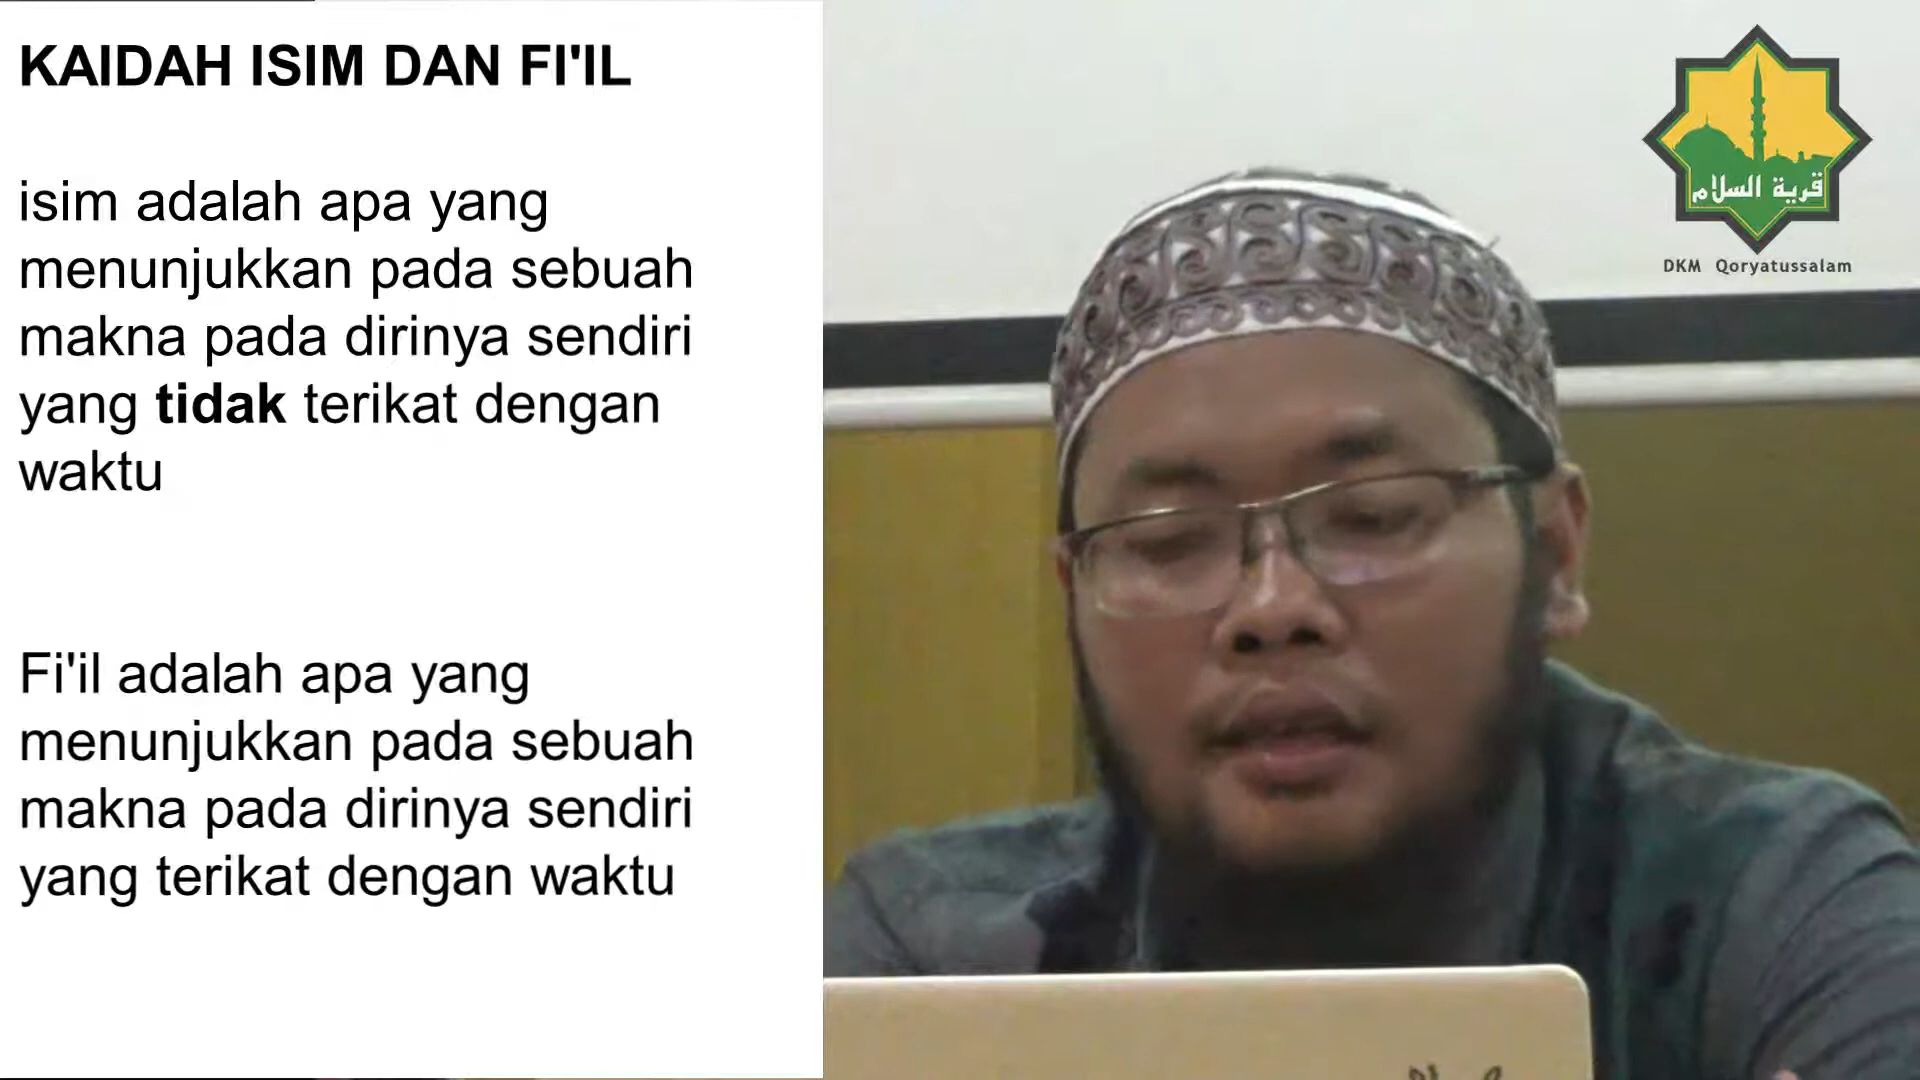 KAIDAH ISIM DAN FI'IL
isim adalah apa yang
menunjukkan pada sebuah
makna pada dirinya sendiri
yang tidak terikat dengan
waktu
Fi'il adalah apa yang
menunjukkan pada sebuah
makna pada dirinya sendiri
yang terikat dengan waktu
قرية السلام
DKM Qoryatussalam